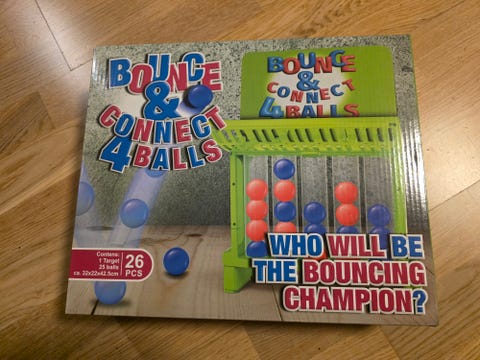 BOUNCE
&
CONNECT
4 BALLS
BOUNCE
&
CONNECT
4 BALLS
Contens:
1 Target
25 balls
ca. 32x22x42.5cm
26
PCS
WHO WILL BE
THE BOUNCING
CHAMPION?